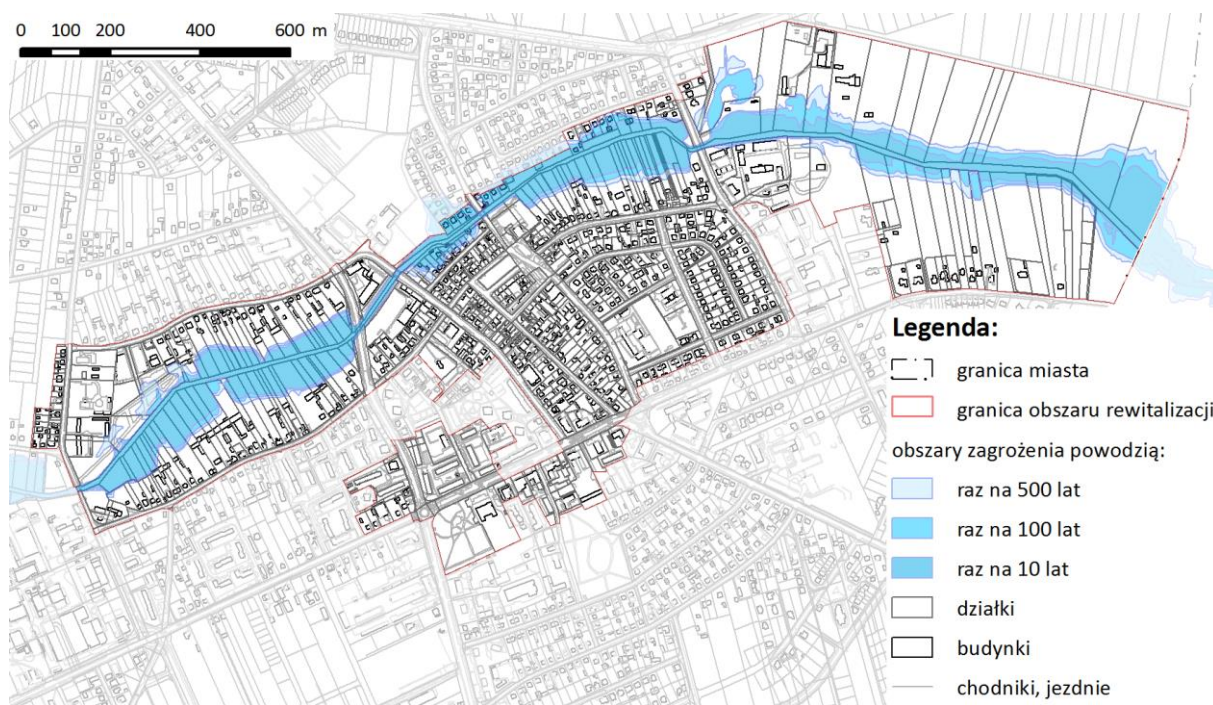 0 100 200 400 600 m
Legenda:
granica miasta
granica obszaru rewitalizacji
obszary zagrożenia powodzią:
raz na 500 lat
raz na 100 lat
raz na 10 lat
działki
budynki
chodniki, jezdnie